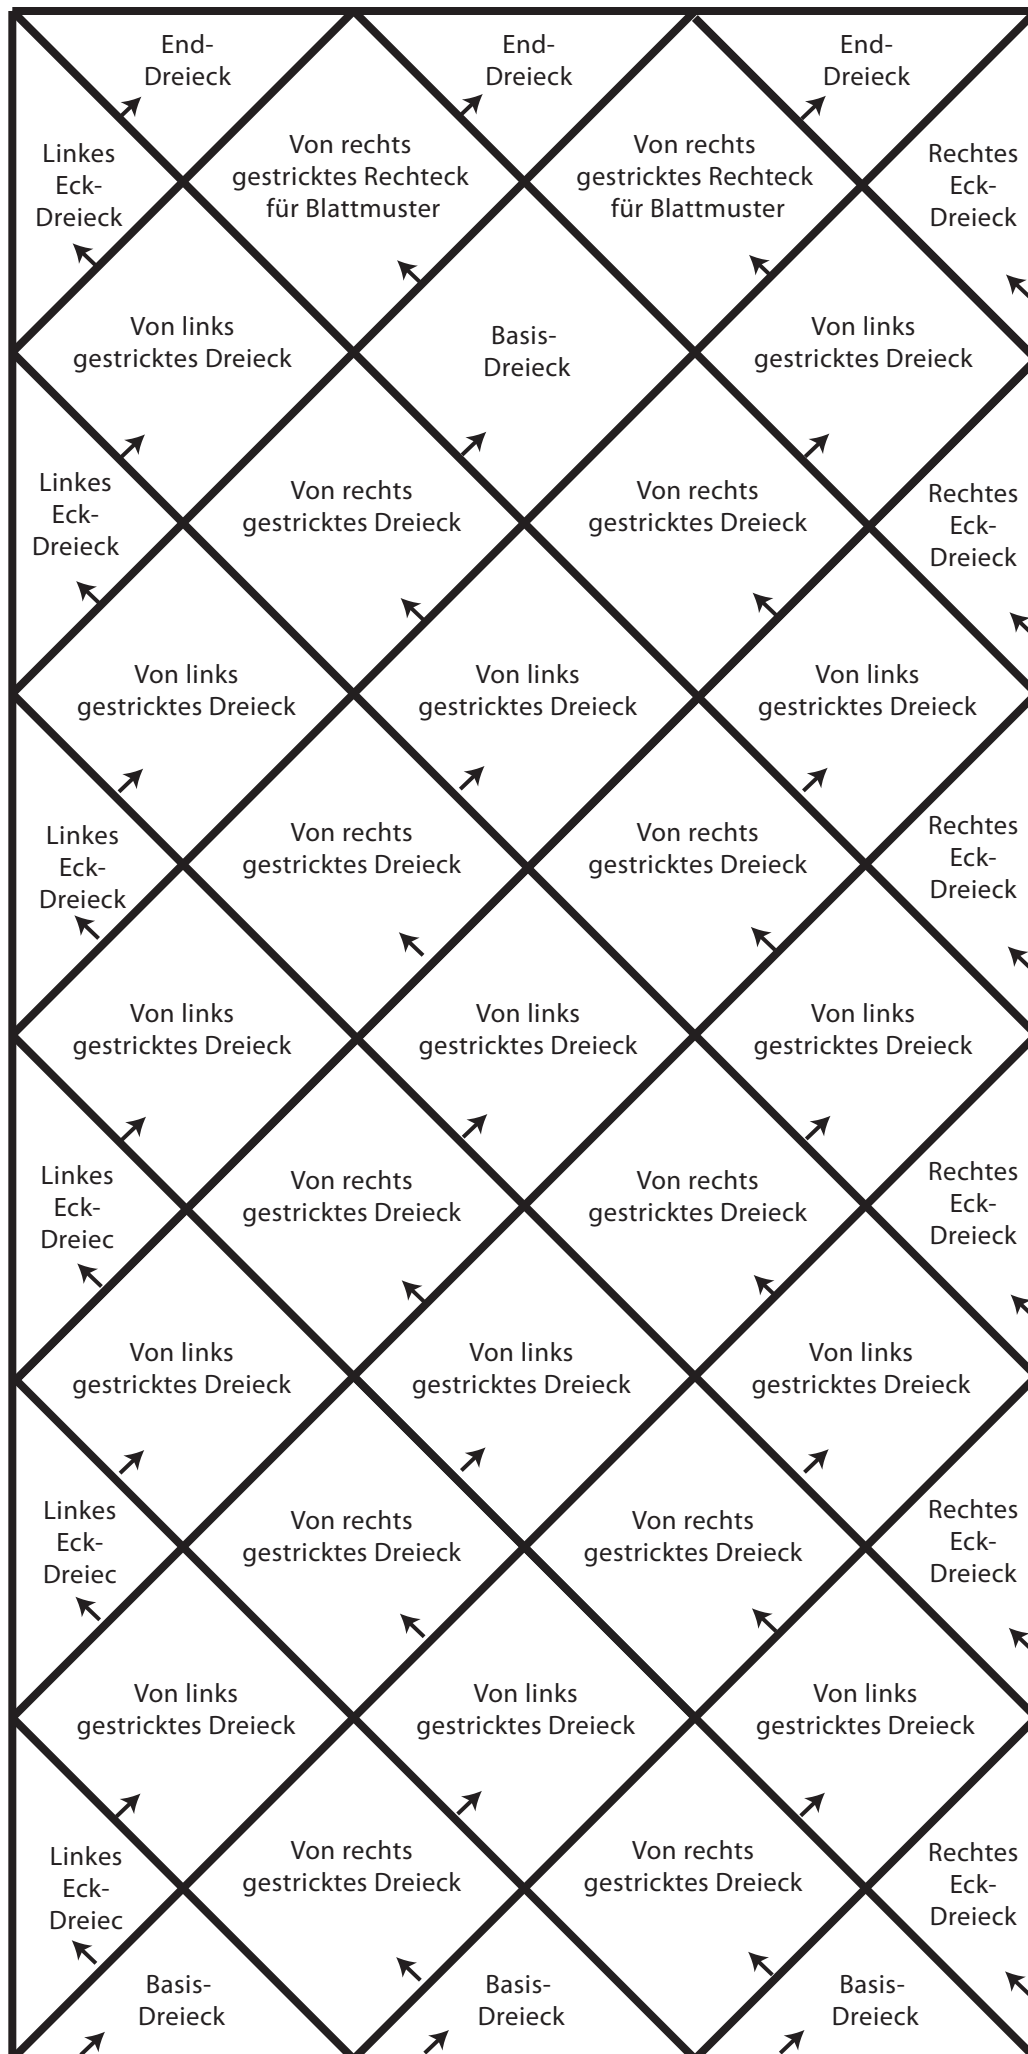 End-
Dreieck
End-
Dreieck
End-
Dreieck
Linkes
Eck-
Dreieck
Von rechts
gestricktes Rechteck
für Blattmuster
Von rechts
gestricktes Rechteck
für Blattmuster
Rechtes
Eck-
Dreieck
Von links
gestricktes Dreieck
Basis-
Dreieck
Von links
gestricktes Dreieck
Linkes
Eck-
Dreieck
Von rechts
gestricktes Dreieck
Von rechts
gestricktes Dreieck
Rechtes
Eck-
Dreieck
Von links
gestricktes Dreieck
Von links
gestricktes Dreieck
Von links
gestricktes Dreieck
Linkes
Eck-
Dreieck
Von rechts
gestricktes Dreieck
Von rechts
gestricktes Dreieck
Rechtes
Eck-
Dreieck
Von links
gestricktes Dreieck
Von links
gestricktes Dreieck
Von links
gestricktes Dreieck
Linkes
Eck-
Dreiec
Von rechts
gestricktes Dreieck
Von rechts
gestricktes Dreieck
Rechtes
Eck-
Dreieck
Von links
gestricktes Dreieck
Von links
gestricktes Dreieck
Von links
gestricktes Dreieck
Linkes
Eck-
Dreiec
Von rechts
gestricktes Dreieck
Von rechts
gestricktes Dreieck
Rechtes
Eck-
Dreieck
Von links
gestricktes Dreieck
Von links
gestricktes Dreieck
Von links
gestricktes Dreieck
Linkes
Eck-
Dreiec
Von rechts
gestricktes Dreieck
Von rechts
gestricktes Dreieck
Rechtes
Eck-
Dreieck
Basis-
Dreieck
Basis-
Dreieck
Basis-
Dreieck